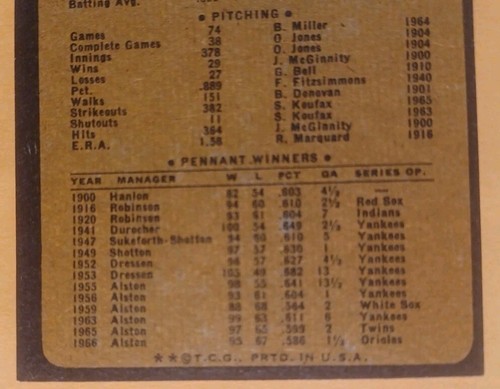 Batting Avg.
• PITCHING •
Games 74 B. Miller 1964
Complete Games 38 O. Jones 1904
Innings 378 O. Jones 1904
Wins 29 J. McGinnity 1900
Losses 27 G. Bell 1910
Pct. .889 F. Fitzsimmons 1940
Walks 151 B. Donovan 1901
Strikeouts 382 S. Koufax 1965
Shutouts 11 S. Koufax 1963
Hits 364 J. McGinnity 1900
E.R.A. 1.58 R. Marquard 1916
• PENNANT WINNERS •
YEAR MANAGER W L PCT GA SERIES OP.
1900 Hanlon 82 54 .603 4½ —
1916 Robinson 94 60 .610 2½ Red Sox
1920 Robinson 93 61 .604 7 Indians
1941 Durocher 100 54 .649 2½ Yankees
1947 Sukeforth-Shotton 94 60 .610 5 Yankees
1949 Shotton 97 57 .630 1 Yankees
1952 Dressen 96 57 .627 4½ Yankees
1953 Dressen 105 49 .682 13 Yankees
1955 Alston 98 55 .641 13½ Yankees
1956 Alston 93 61 .604 1 Yankees
1959 Alston 88 68 .564 2 White Sox
1963 Alston 99 63 .611 6 Yankees
1965 Alston 97 65 .599 2 Twins
1966 Alston 95 67 .586 1½ Orioles
★★©T.C.G., PRTD. IN U.S.A.